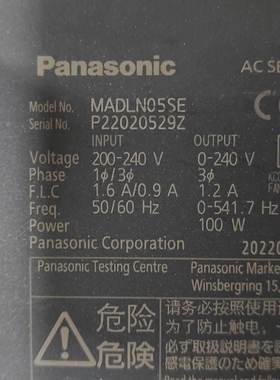 Panasonic
AC SE
Model No. MADLN05SE
Serial No. P22020529Z
INPUT OUTPUT
Voltage 200-240 V 0-240 V
Phase 1ϕ/3ϕ 3ϕ
F.L.C 1.6 A/0.9 A 1.2 A
Freq. 50/60 Hz 0-541.7 Hz
Power 100 W
Panasonic Corporation 20220
Panasonic Testing Centre Panasonic Marke
Winsbergring 15,
危险 请务必按照使用
为了防止触电,
危険 必ず取扱説明書
感電保護のため確